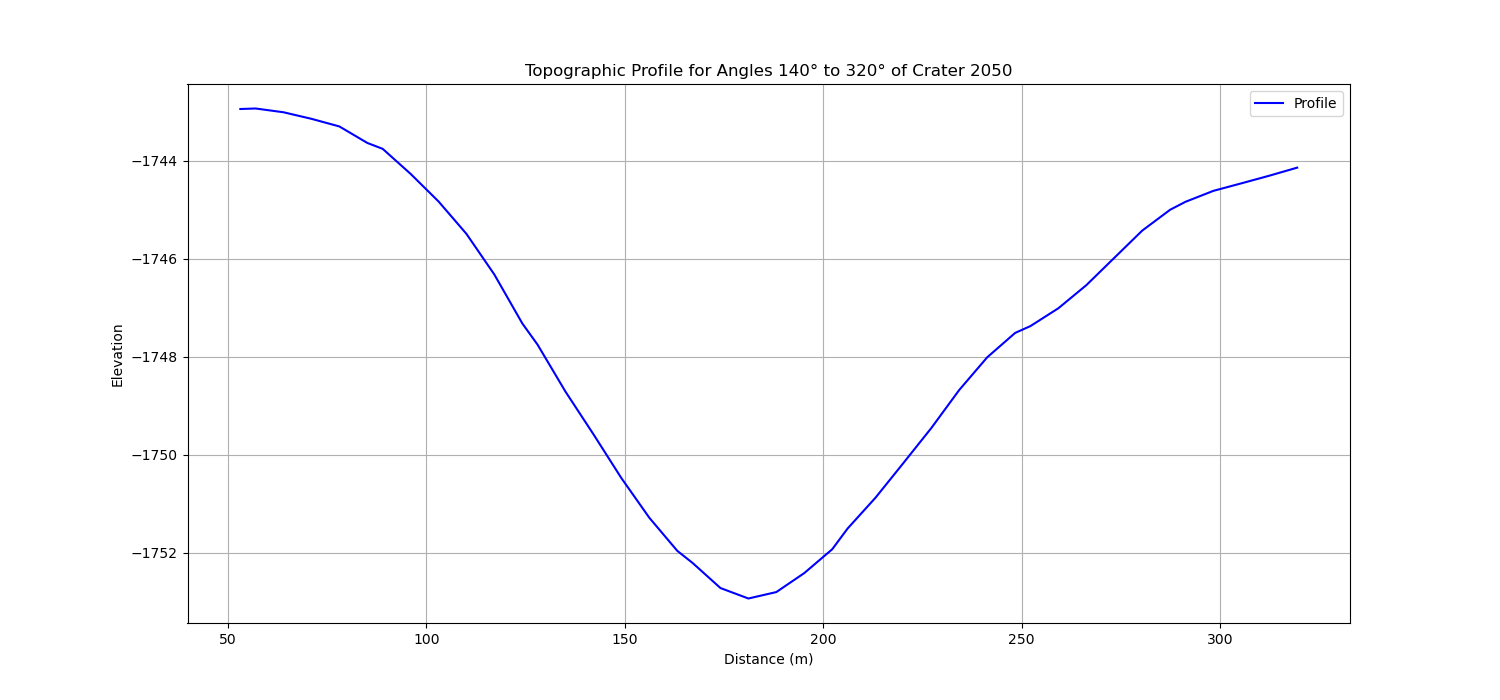 Topographic Profile for Angles 140° to 320° of Crater 2050
Profile
−1744
−1746
−1748
−1750
−1752
Elevation
50
100
150
200
250
300
Distance (m)